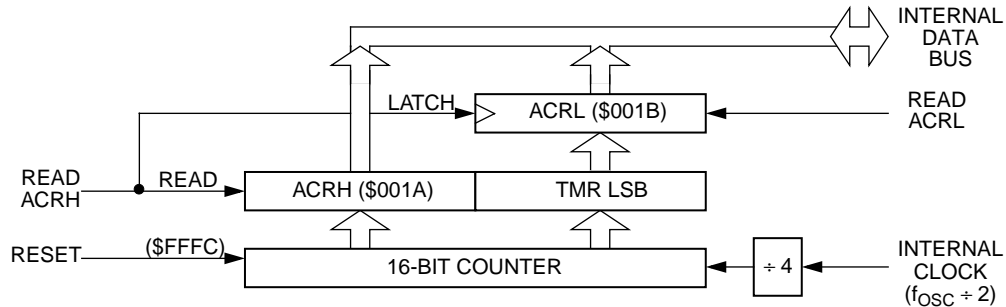 INTERNAL
DATA
BUS
LATCH
ACRL ($001B)
READ
ACRL
READ
ACRH
READ
ACRH ($001A)
TMR LSB
RESET
($FFFC)
16-BIT COUNTER
÷ 4
INTERNAL
CLOCK
(fOSC ÷ 2)